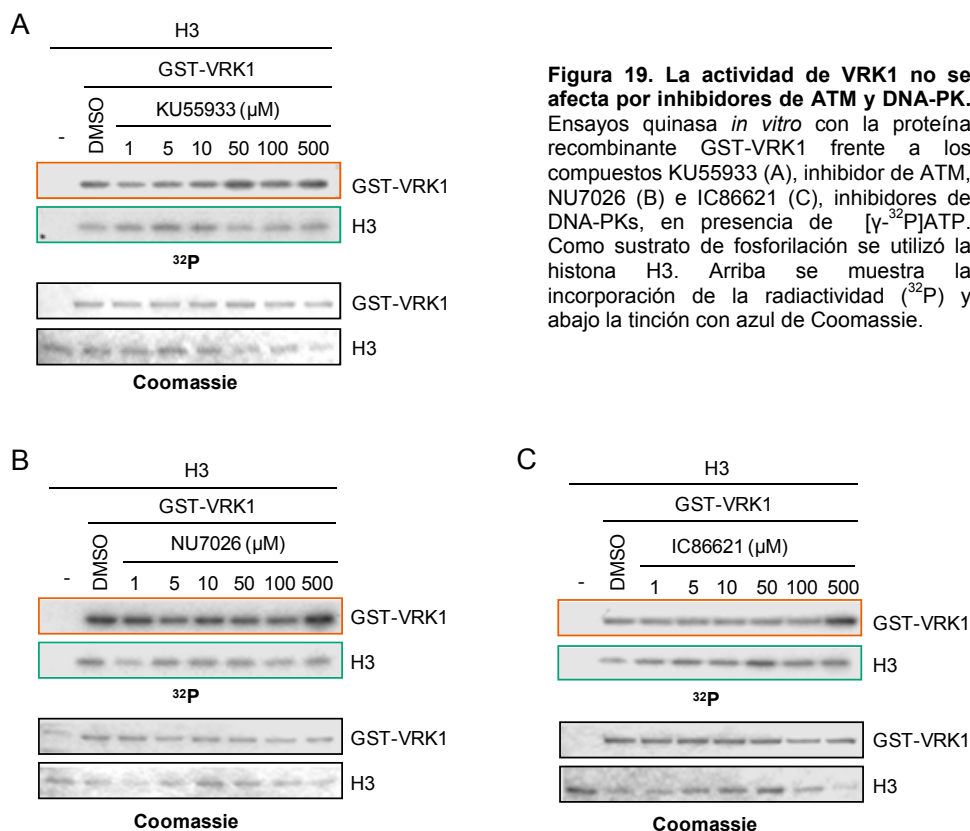 A
H3
GST-VRK1
KU55933 (µM)
- DMSO 1 5 10 50 100 500
GST-VRK1
H3
32P
GST-VRK1
H3
Coomassie
Figura 19. La actividad de VRK1 no se
afecta por inhibidores de ATM y DNA-PK.
Ensayos quinasa in vitro con la proteína
recombinante GST-VRK1 frente a los
compuestos KU55933 (A), inhibidor de ATM,
NU7026 (B) e IC86621 (C), inhibidores de
DNA-PKs, en presencia de [γ-32P]ATP.
Como sustrato de fosforilación se utilizó la
histona H3. Arriba se muestra la
incorporación de la radiactividad (32P) y
abajo la tinción con azul de Coomassie.
B
H3
GST-VRK1
NU7026 (µM)
- DMSO 1 5 10 50 100 500
GST-VRK1
H3
32P
GST-VRK1
H3
Coomassie
C
H3
GST-VRK1
IC86621 (µM)
- DMSO 1 5 10 50 100 500
GST-VRK1
H3
32P
GST-VRK1
H3
Coomassie